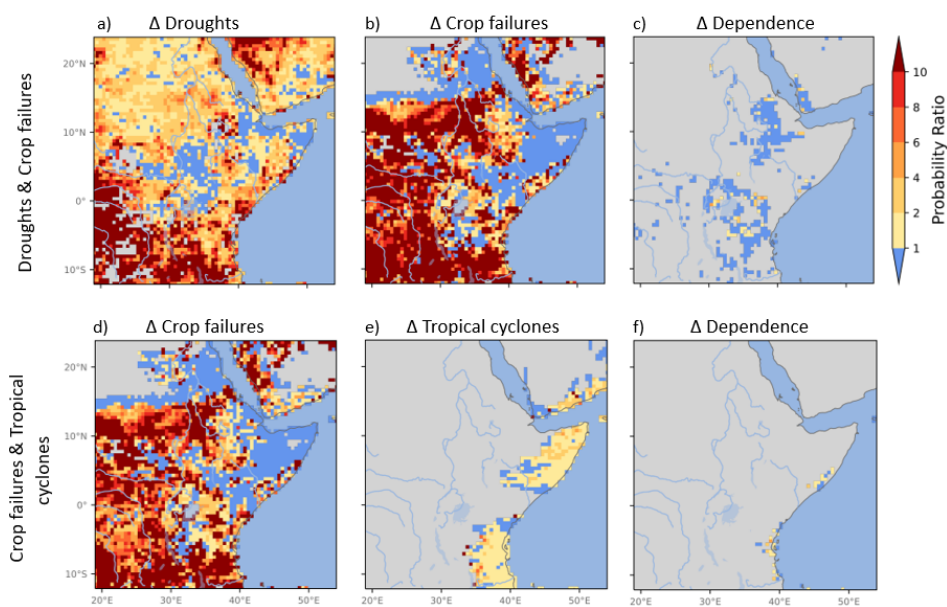 a) Δ Droughts
b) Δ Crop failures
c) Δ Dependence
20°N
10°N
0°
10°S
Droughts & Crop failures
10
8
6
4
2
1
Probability Ratio
d) Δ Crop failures
e) Δ Tropical cyclones
f) Δ Dependence
20°N
10°N
0°
10°S
Crop failures & Tropical
cyclones
20°E 30°E 40°E 50°E
20°E 30°E 40°E 50°E
20°E 30°E 40°E 50°E